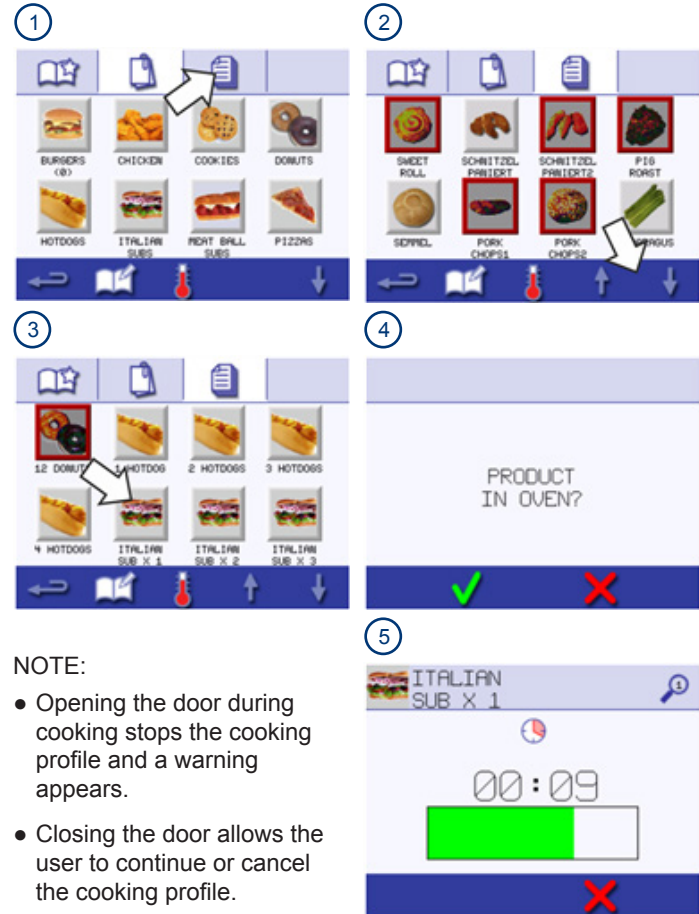 1
BURGERS CHICKEN COOKIES DONUTS
(0)
HOTDOGS ITALIAN MEAT BALL PIZZAS
SUBS SUBS
2
SWEET SCHNITZEL SCHNITZEL PIG
ROLL PANIERT PANIERT2 ROAST
SEMMEL PORK PORK
CHOPS1 CHOPS2
3
12 HOTDOG 2 HOTDOGS 3 HOTDOGS
4 HOTDOGS ITALIAN ITALIAN ITALIAN
SUB X 1 SUB X 2 SUB X 3
4
PRODUCT
IN OVEN?
NOTE:
● Opening the door during
cooking stops the cooking
profile and a warning
appears.
● Closing the door allows the
user to continue or cancel
the cooking profile.
5
ITALIAN
SUB X 1
1
00:09